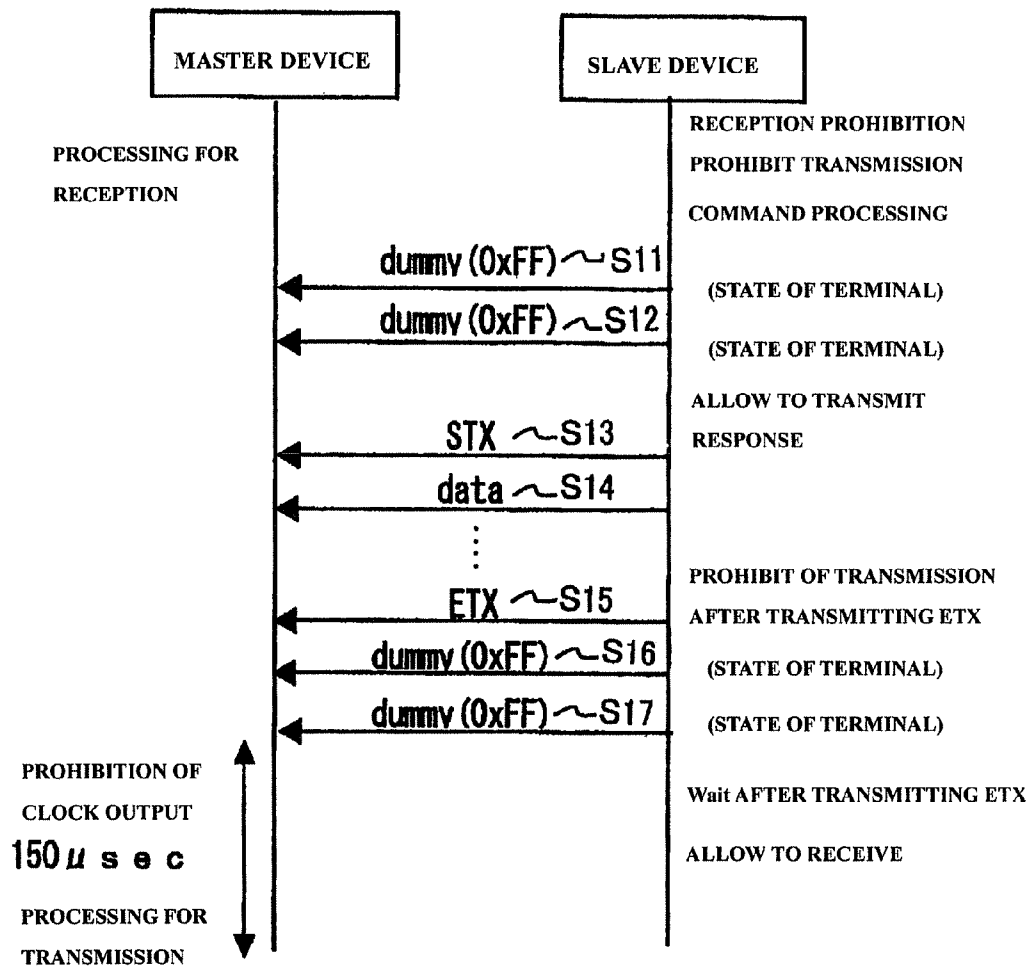 MASTER DEVICE
SLAVE DEVICE
RECEPTION PROHIBITION
PROHIBIT TRANSMISSION
PROCESSING FOR
RECEPTION
COMMAND PROCESSING
dummy(0xFF) ~S11
(STATE OF TERMINAL)
dummy(0xFF) ~S12
(STATE OF TERMINAL)
ALLOW TO TRANSMIT
RESPONSE
STX ~S13
data ~S14
PROHIBIT OF TRANSMISSION
AFTER TRANSMITTING ETX
ETX ~S15
dummy(0xFF) ~S16
(STATE OF TERMINAL)
dummy(0xFF) ~S17
(STATE OF TERMINAL)
PROHIBITION OF
CLOCK OUTPUT
150μsec
Wait AFTER TRANSMITTING ETX
ALLOW TO RECEIVE
PROCESSING FOR
TRANSMISSION